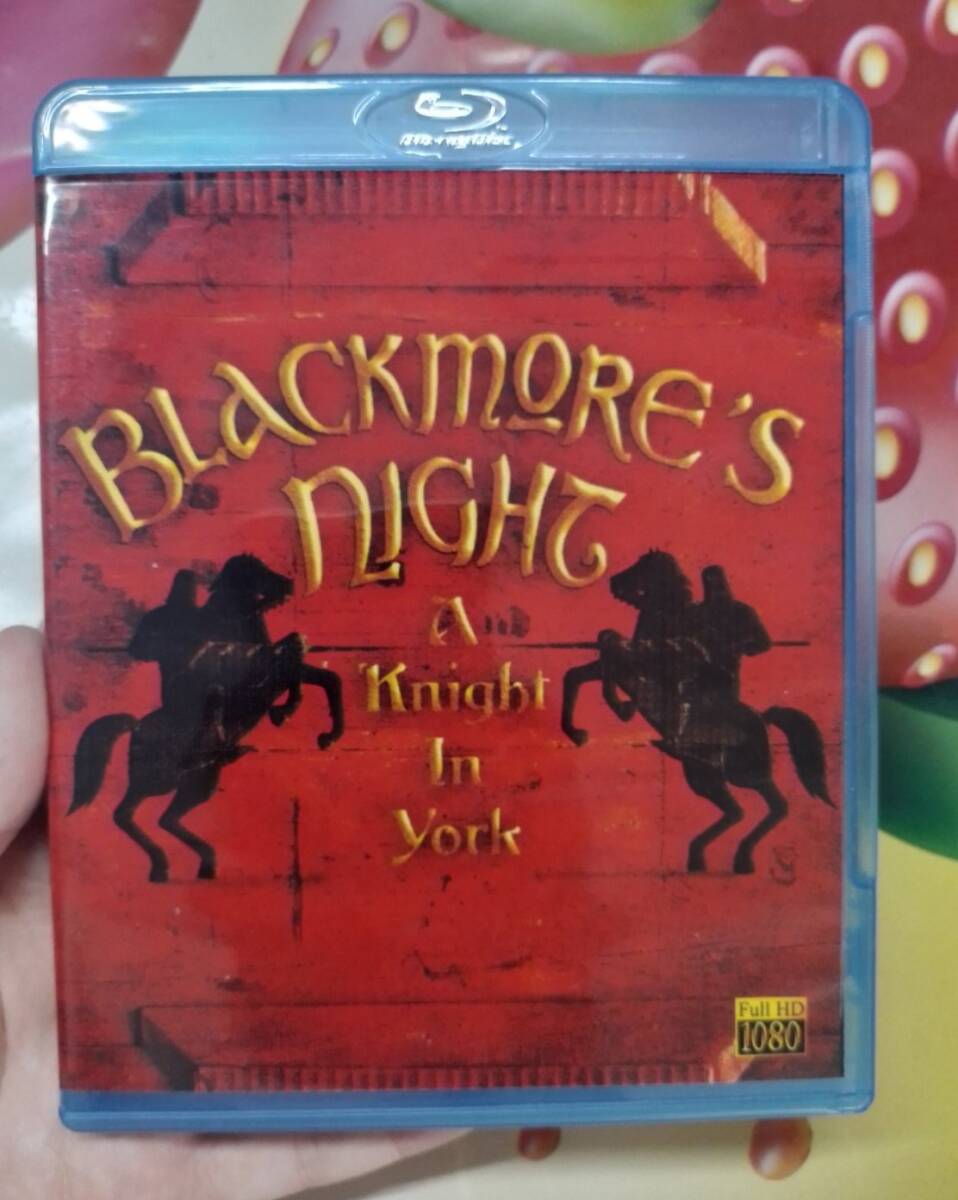 BLACKMORE'S
NIGHT
A
Knight
In
York
Full HD
1080